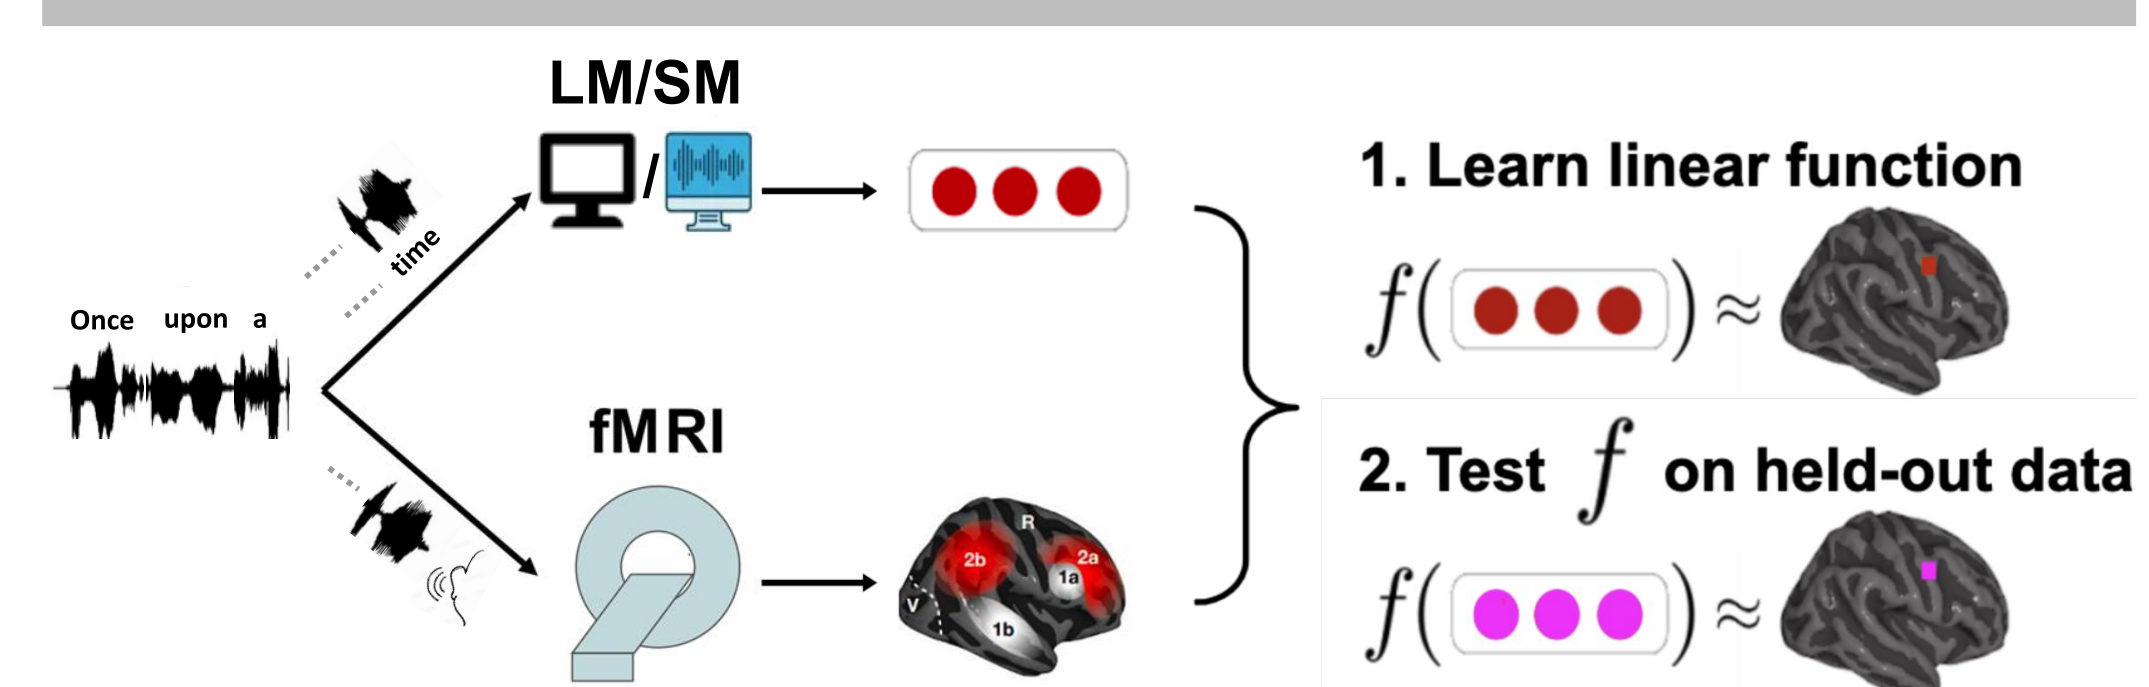 LM/SM
/
time
Once upon a
fMRI
R
2b
2a
1a
V
1b
1. Learn linear function
f( ) ≈
2. Test f on held-out data
f( ) ≈